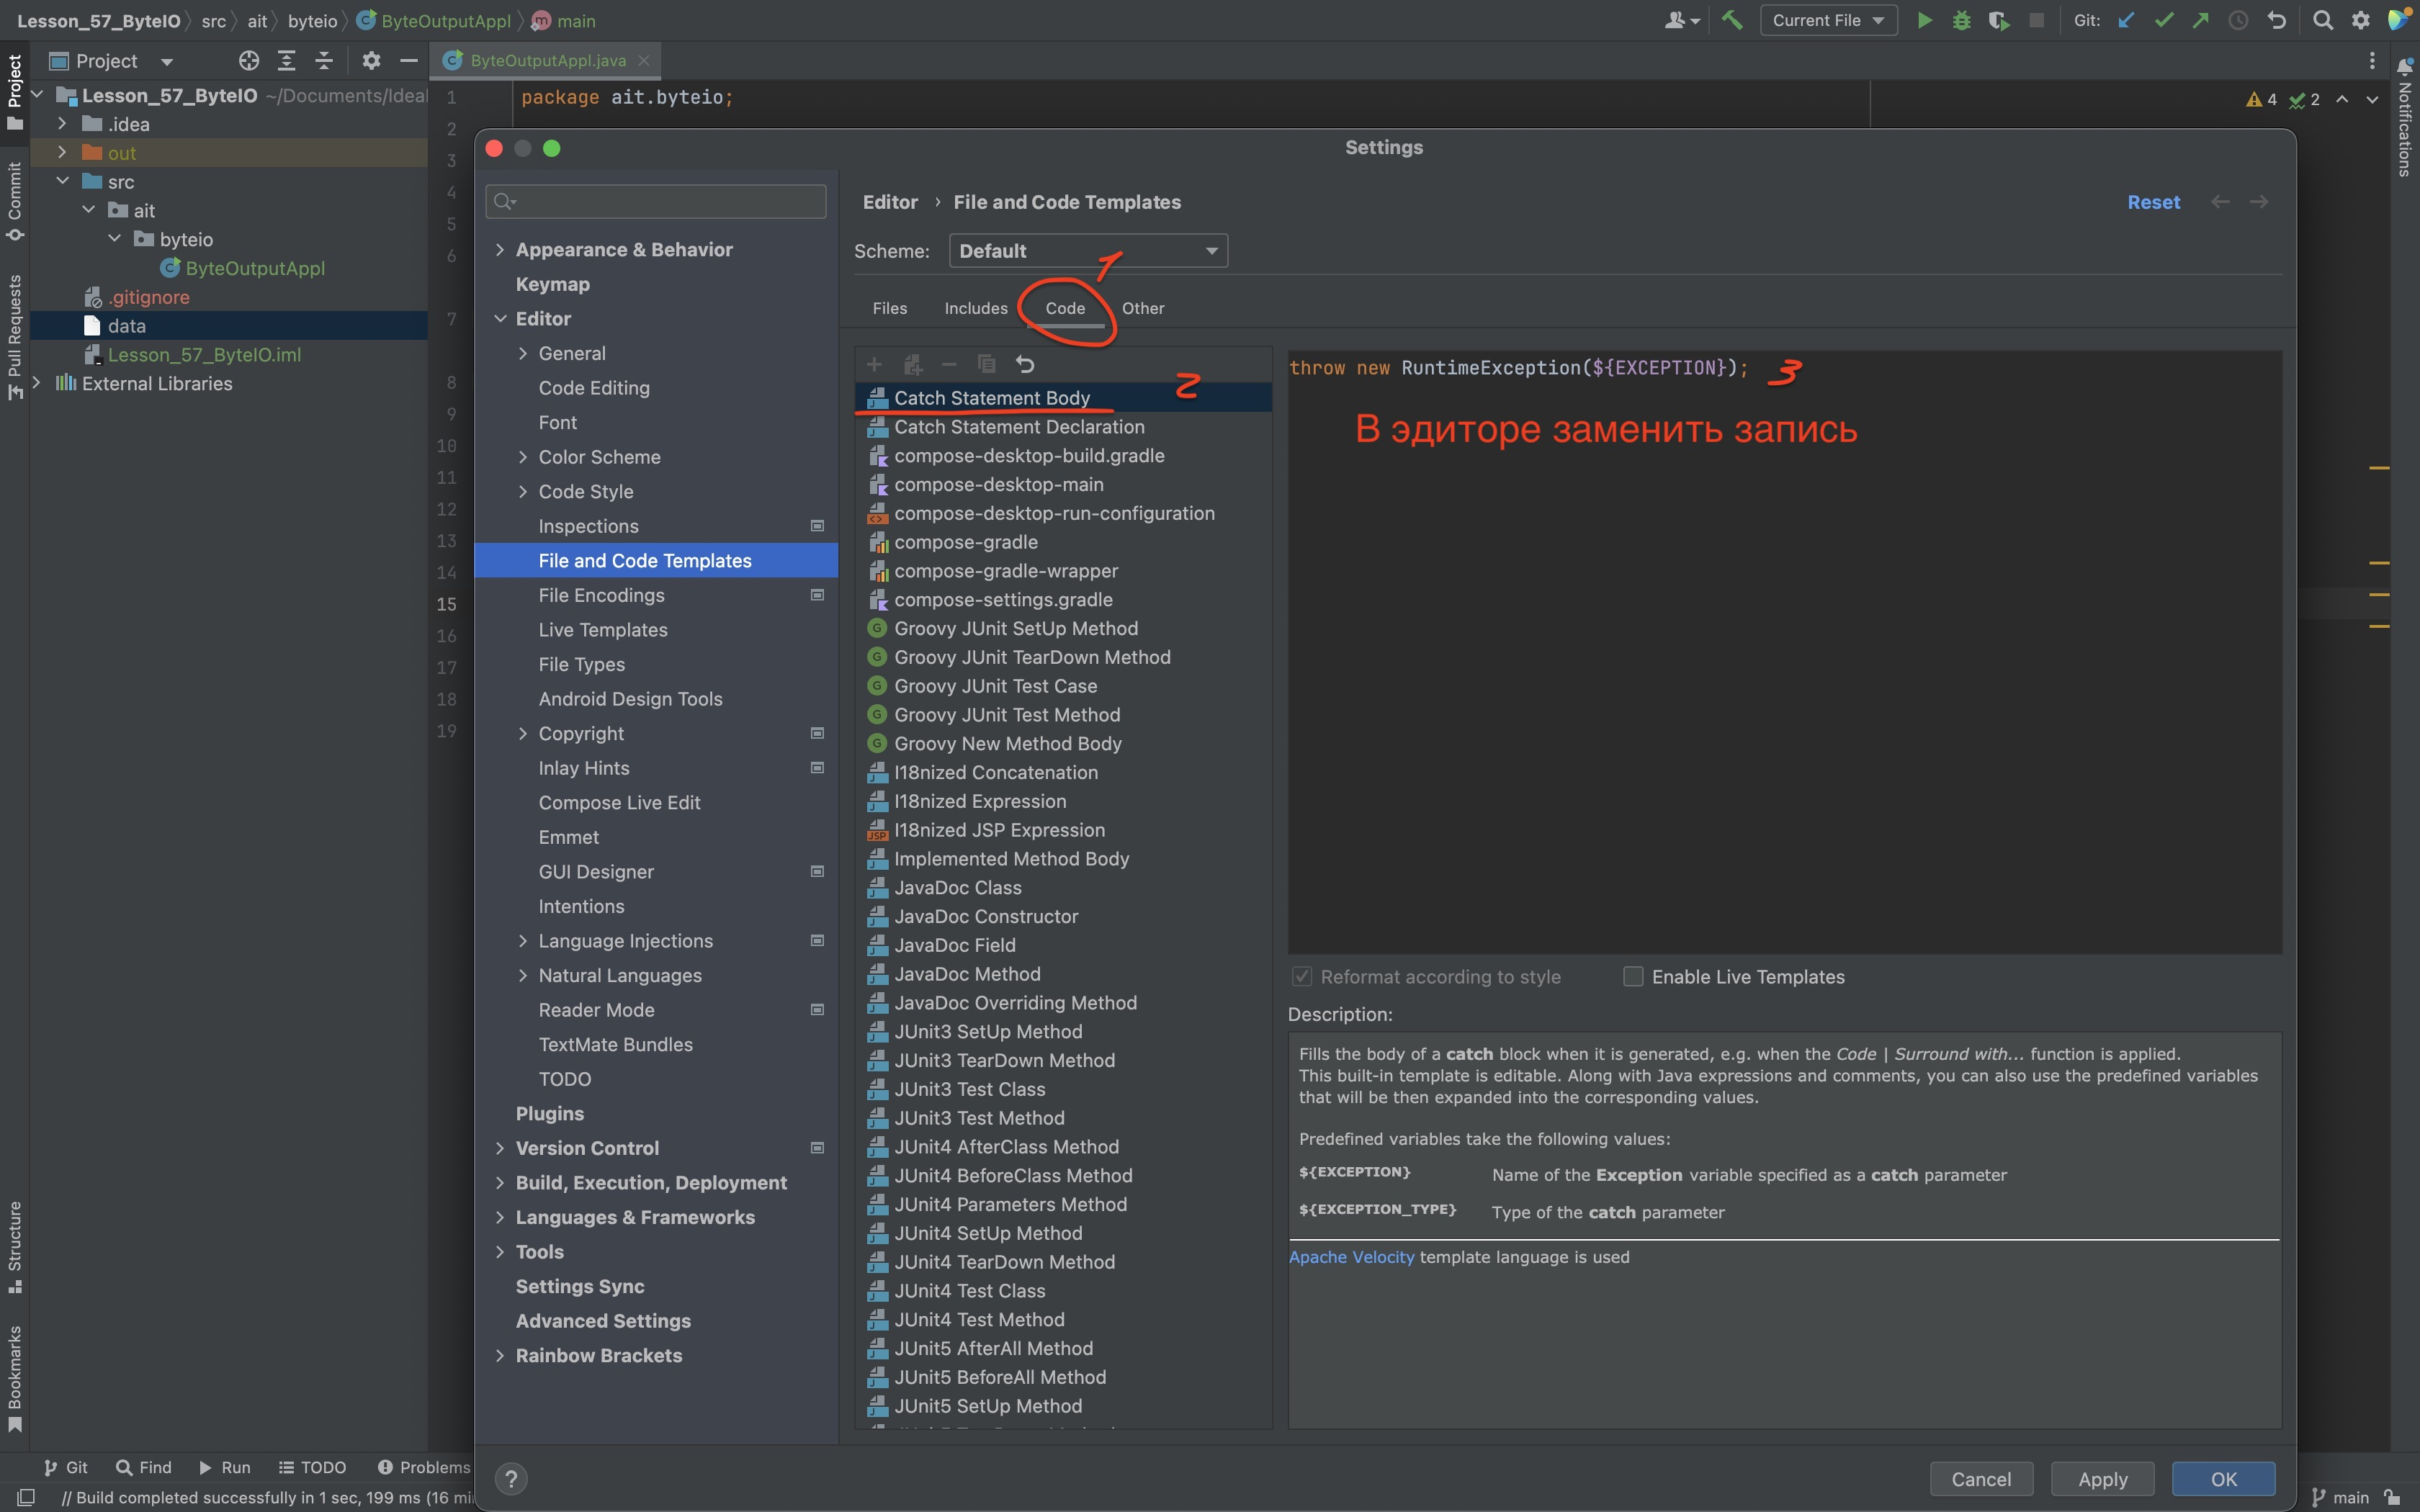 Lesson_57_ByteIO src ait byteio ByteOutputAppl m main
Current File
Git:
Project
ByteOutputAppl.java
Lesson_57_ByteIO ~/Documents/Idea
.idea
out
src
ait
byteio
ByteOutputAppl
.gitignore
data
Lesson_57_ByteIO.iml
External Libraries
Project
Commit
Pull Requests
Structure
Bookmarks
Notifications
1 package ait.byteio;
2
3
4
5
6
7
8
9
10
11
12
13
14
15
16
17
18
19
4 2
Settings
Appearance & Behavior
Keymap
Editor
General
Code Editing
Font
Color Scheme
Code Style
Inspections
File and Code Templates
File Encodings
Live Templates
File Types
Android Design Tools
Copyright
Inlay Hints
Compose Live Edit
Emmet
GUI Designer
Intentions
Language Injections
Natural Languages
Reader Mode
TextMate Bundles
TODO
Plugins
Version Control
Build, Execution, Deployment
Languages & Frameworks
Tools
Settings Sync
Advanced Settings
Rainbow Brackets
Editor › File and Code Templates
Reset
Scheme: Default
1
Files Includes Code Other
2
Catch Statement Body
Catch Statement Declaration
compose-desktop-build.gradle
compose-desktop-main
compose-desktop-run-configuration
compose-gradle
compose-gradle-wrapper
compose-settings.gradle
Groovy JUnit SetUp Method
Groovy JUnit TearDown Method
Groovy JUnit Test Case
Groovy JUnit Test Method
Groovy New Method Body
I18nized Concatenation
I18nized Expression
I18nized JSP Expression
Implemented Method Body
JavaDoc Class
JavaDoc Constructor
JavaDoc Field
JavaDoc Method
JavaDoc Overriding Method
JUnit3 SetUp Method
JUnit3 TearDown Method
JUnit3 Test Class
JUnit3 Test Method
JUnit4 AfterClass Method
JUnit4 BeforeClass Method
JUnit4 Parameters Method
JUnit4 SetUp Method
JUnit4 TearDown Method
JUnit4 Test Class
JUnit4 Test Method
JUnit5 AfterAll Method
JUnit5 BeforeAll Method
JUnit5 SetUp Method
throw new RuntimeException(${EXCEPTION}); 3
В эдиторе заменить запись
Reformat according to style Enable Live Templates
Description:
Fills the body of a catch block when it is generated, e.g. when the Code | Surround with... function is applied.
This built-in template is editable. Along with Java expressions and comments, you can also use the predefined variables
that will be then expanded into the corresponding values.
Predefined variables take the following values:
${EXCEPTION} Name of the Exception variable specified as a catch parameter
${EXCEPTION_TYPE} Type of the catch parameter
Apache Velocity template language is used
? Cancel Apply OK
Git Find Run TODO Problems
// Build completed successfully in 1 sec, 199 ms (16 mi
main